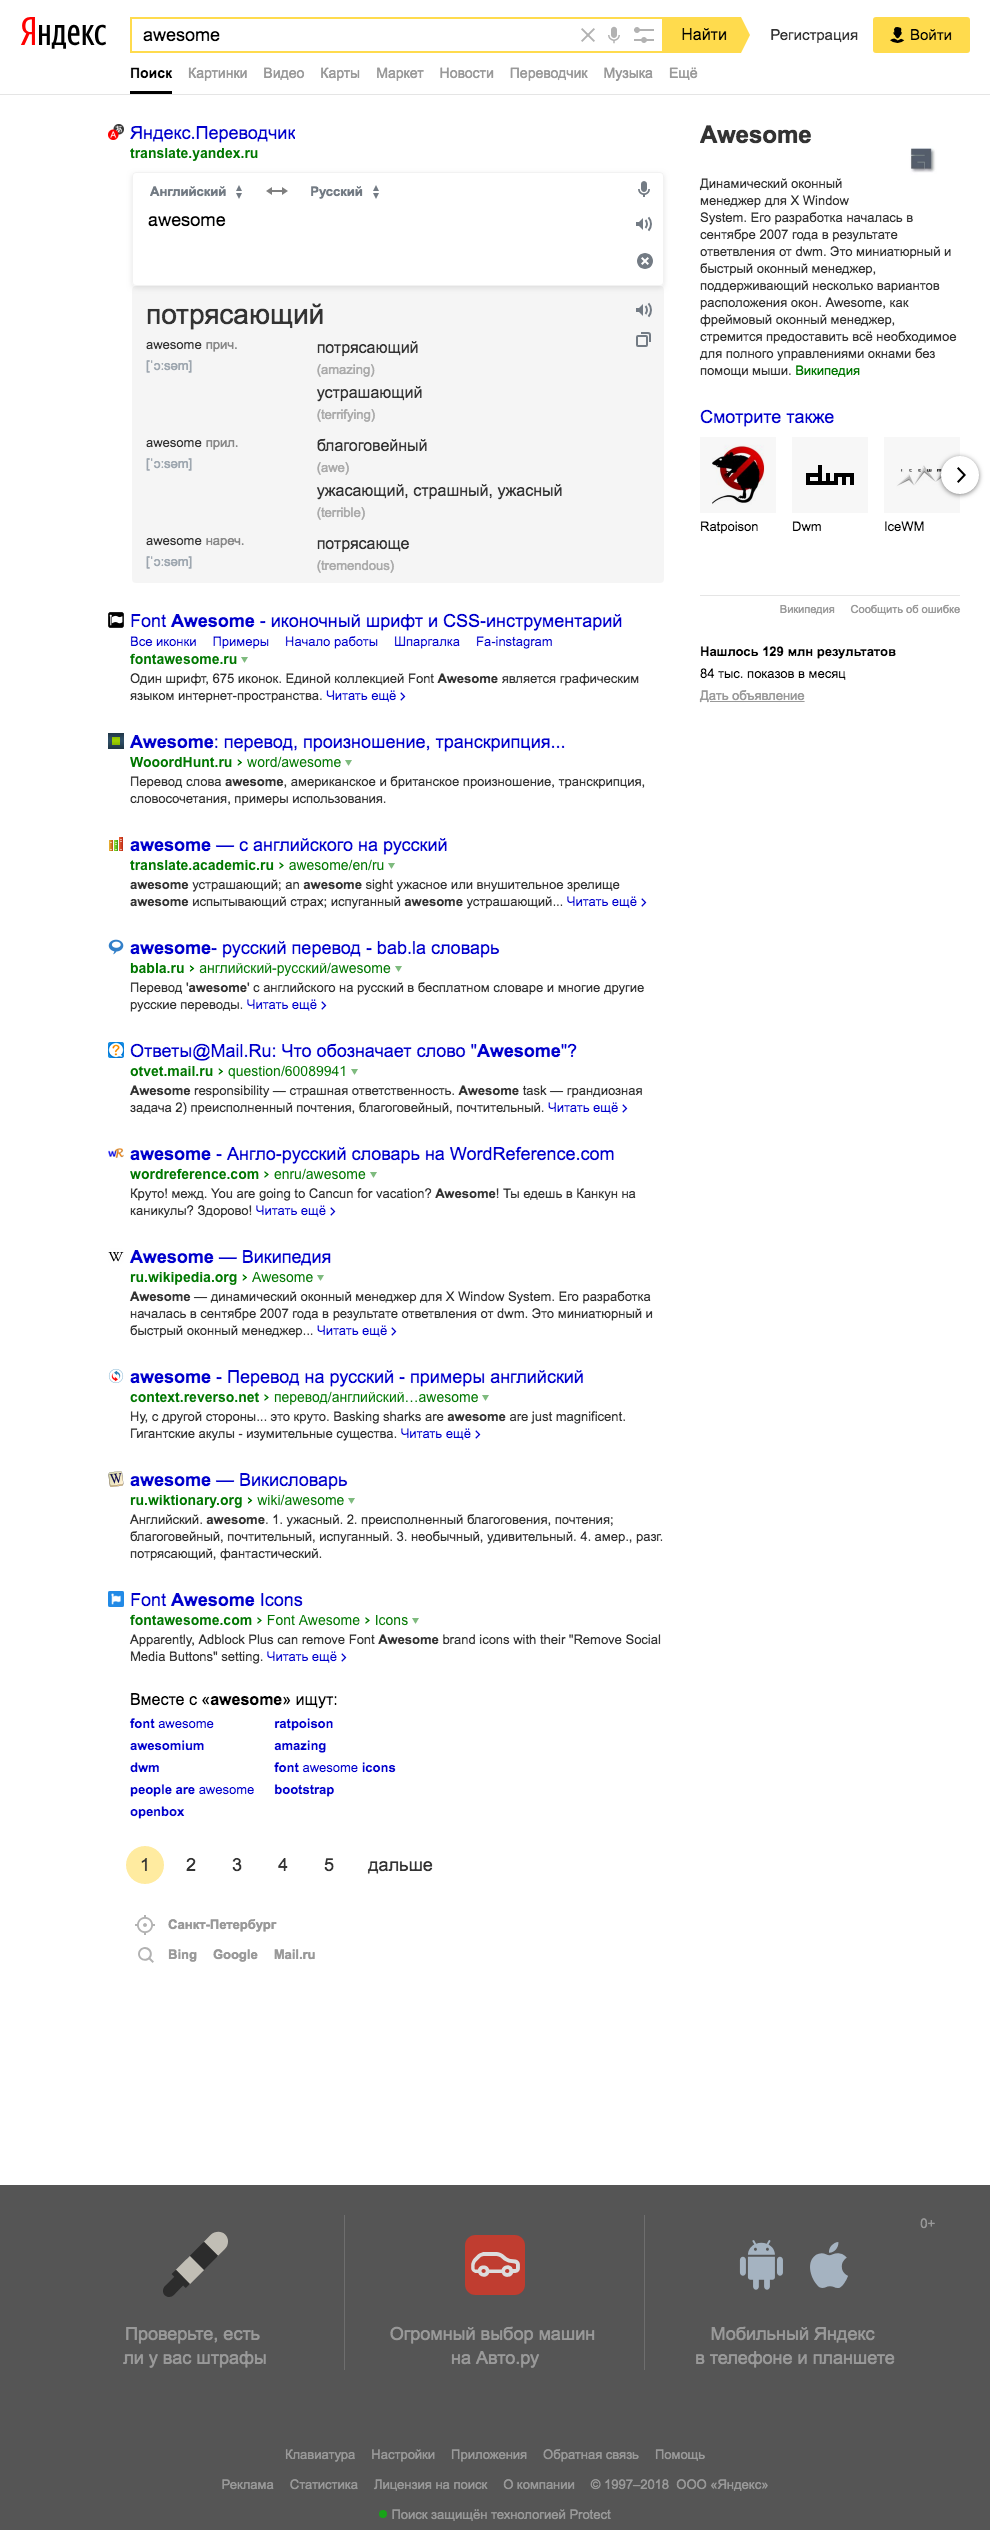 Яндекс
awesome
Найти
Регистрация
Войти
Поиск Картинки Видео Карты Маркет Новости Переводчик Музыка Ещё
Яндекс.Переводчик
translate.yandex.ru
Английский Русский
awesome
потрясающий
awesome прич. потрясающий
[ˈɔːsəm] (amazing)
устрашающий
(terrifying)
awesome прил. благоговейный
[ˈɔːsəm] (awe)
ужасающий, страшный, ужасный
(terrible)
awesome нареч. потрясающе
[ˈɔːsəm] (tremendous)
Font Awesome - иконочный шрифт и CSS-инструментарий
Все иконки Примеры Начало работы Шпаргалка Fa-instagram
fontawesome.ru
Один шрифт, 675 иконок. Единой коллекцией Font Awesome является графическим
языком интернет-пространства. Читать ещё ›
Awesome: перевод, произношение, транскрипция...
WooordHunt.ru › word/awesome
Перевод слова awesome, американское и британское произношение, транскрипция,
словосочетания, примеры использования.
awesome — с английского на русский
translate.academic.ru › awesome/en/ru
awesome устрашающий; an awesome sight ужасное или внушительное зрелище
awesome испытывающий страх; испуганный awesome устрашающий... Читать ещё ›
awesome- русский перевод - bab.la словарь
babla.ru › английский-русский/awesome
Перевод 'awesome' с английского на русский в бесплатном словаре и многие другие
русские переводы. Читать ещё ›
Ответы@Mail.Ru: Что обозначает слово "Awesome"?
otvet.mail.ru › question/60089941
Awesome responsibility — страшная ответственность. Awesome task — грандиозная
задача 2) преисполненный почтения, благоговейный, почтительный. Читать ещё ›
awesome - Англо-русский словарь на WordReference.com
wordreference.com › enru/awesome
Круто! межд. You are going to Cancun for vacation? Awesome! Ты едешь в Канкун на
каникулы? Здорово! Читать ещё ›
Awesome — Википедия
ru.wikipedia.org › Awesome
Awesome — динамический оконный менеджер для X Window System. Его разработка
началась в сентябре 2007 года в результате ответвления от dwm. Это миниатюрный и
быстрый оконный менеджер... Читать ещё ›
awesome - Перевод на русский - примеры английский
context.reverso.net › перевод/английский…awesome
Ну, с другой стороны... это круто. Basking sharks are awesome are just magnificent.
Гигантские акулы - изумительные существа. Читать ещё ›
awesome — Викисловарь
ru.wiktionary.org › wiki/awesome
Английский. awesome. 1. ужасный. 2. преисполненный благоговения, почтения;
благоговейный, почтительный, испуганный. 3. необычный, удивительный. 4. амер., разг.
потрясающий, фантастический.
Font Awesome Icons
fontawesome.com › Font Awesome › Icons
Apparently, Adblock Plus can remove Font Awesome brand icons with their "Remove Social
Media Buttons" setting. Читать ещё ›
Вместе с «awesome» ищут:
font awesome ratpoison
awesomium amazing
dwm font awesome icons
people are awesome bootstrap
openbox
1 2 3 4 5 дальше
Санкт-Петербург
Bing Google Mail.ru
Awesome
Динамический оконный
менеджер для X Window
System. Его разработка началась в
сентябре 2007 года в результате
ответвления от dwm. Это миниатюрный и
быстрый оконный менеджер,
поддерживающий несколько вариантов
расположения окон. Awesome, как
фреймовый оконный менеджер,
стремится предоставить всё необходимое
для полного управлениями окнами без
помощи мыши. Википедия
Смотрите также
dwm
Ratpoison Dwm IceWM
Википедия Сообщить об ошибке
Нашлось 129 млн результатов
84 тыс. показов в месяц
Дать объявление
0+
Проверьте, есть
ли у вас штрафы
Огромный выбор машин
на Авто.ру
Мобильный Яндекс
в телефоне и планшете
Клавиатура Настройки Приложения Обратная связь Помощь
Реклама Статистика Лицензия на поиск О компании © 1997–2018 ООО «Яндекс»
Поиск защищён технологией Protect